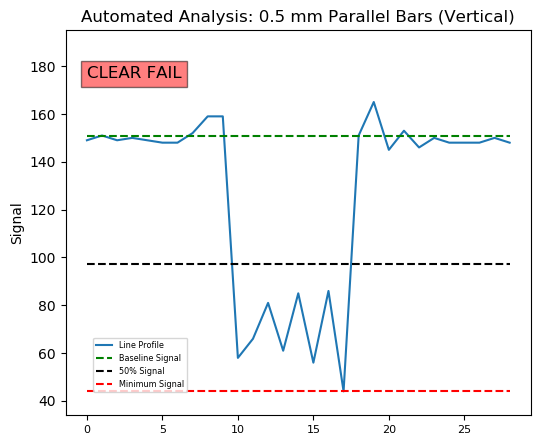 Automated Analysis: 0.5 mm Parallel Bars (Vertical)
CLEAR FAIL
Signal
180
160
140
120
100
80
60
40
Line Profile
Baseline Signal
50% Signal
Minimum Signal
0 5 10 15 20 25